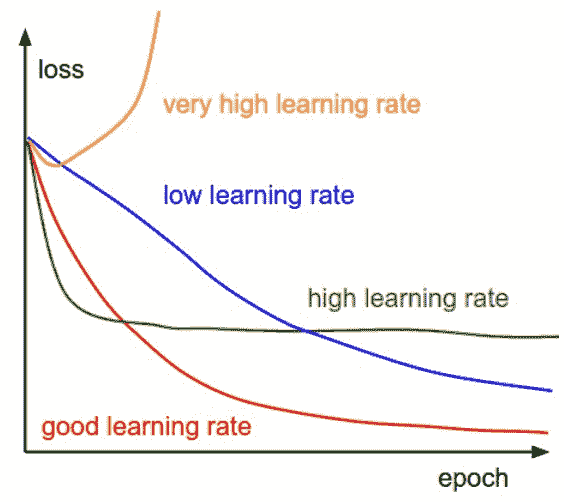 loss
very high learning rate
low learning rate
high learning rate
good learning rate
epoch